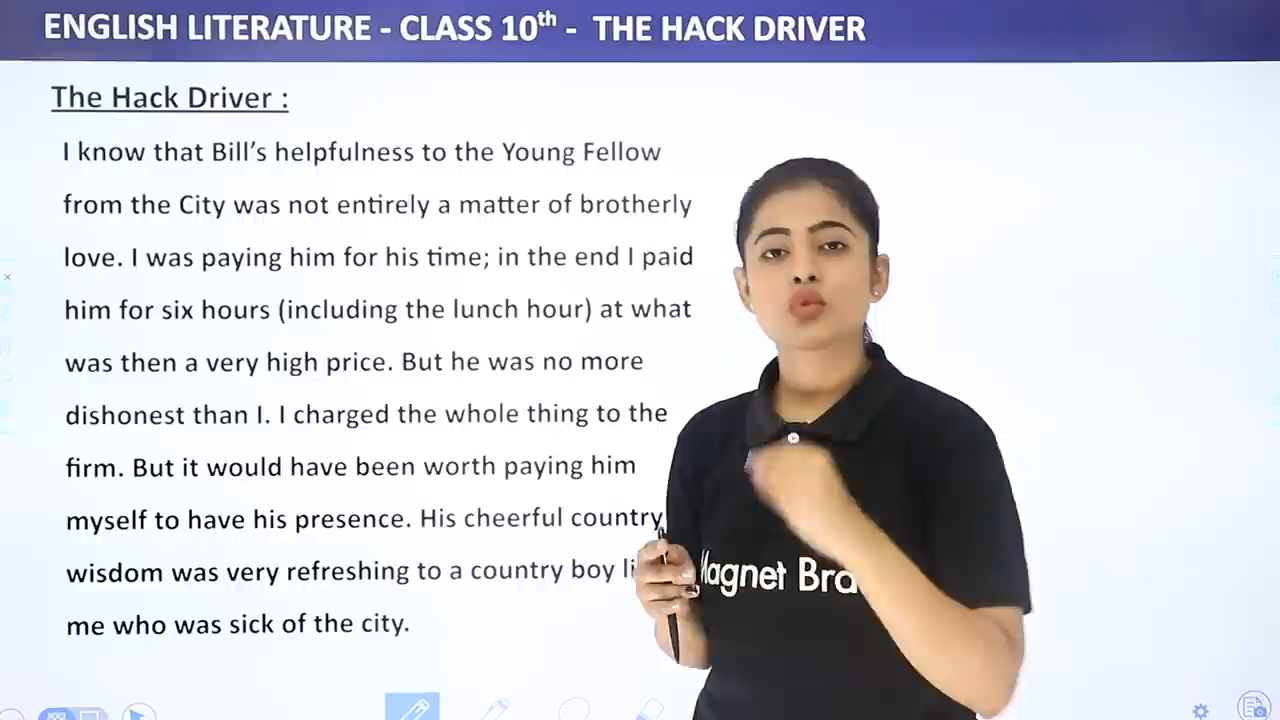 ENGLISH LITERATURE - CLASS 10th - THE HACK DRIVER
The Hack Driver :
I know that Bill's helpfulness to the Young Fellow
from the City was not entirely a matter of brotherly
love. I was paying him for his time; in the end I paid
him for six hours (including the lunch hour) at what
was then a very high price. But he was no more
dishonest than I. I charged the whole thing to the
firm. But it would have been worth paying him
myself to have his presence. His cheerful country
wisdom was very refreshing to a country boy li
me who was sick of the city.
Magnet Bra